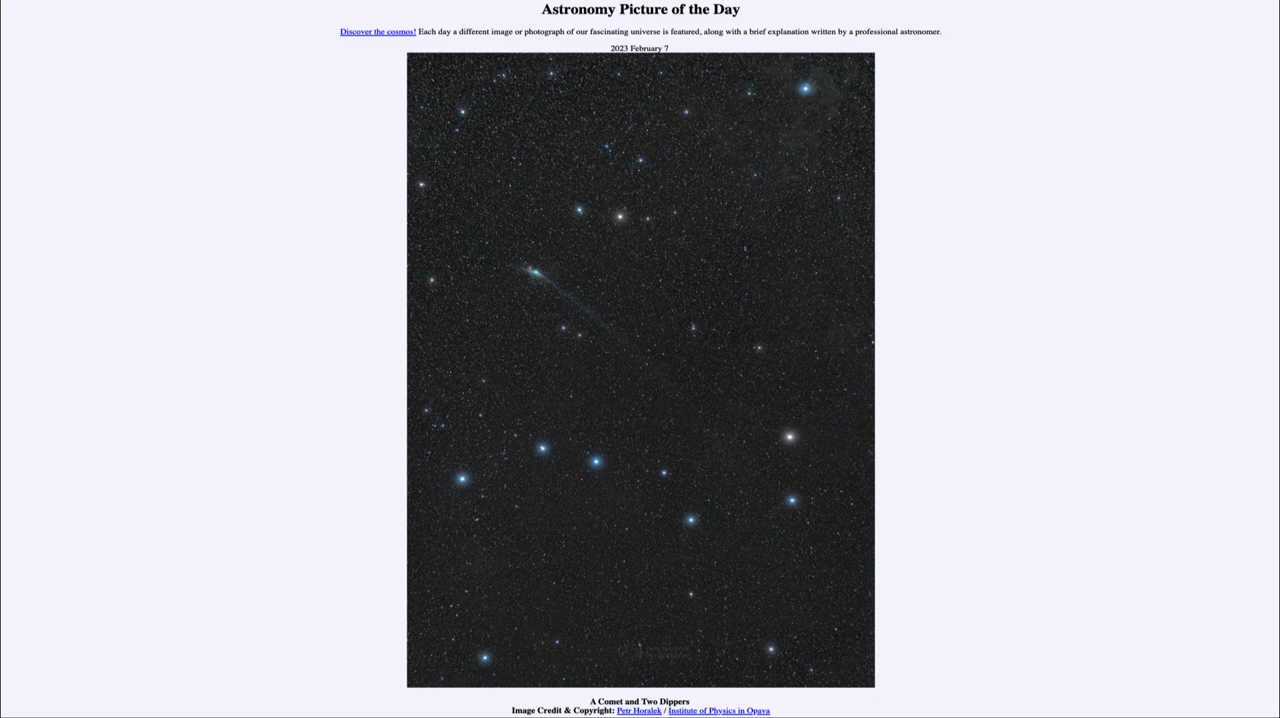 Astronomy Picture of the Day
Discover the cosmos! Each day a different image or photograph of our fascinating universe is featured, along with a brief explanation written by a professional astronomer.
2023 February 7
A Comet and Two Dippers
Image Credit & Copyright: Petr Horalek / Institute of Physics in Opava